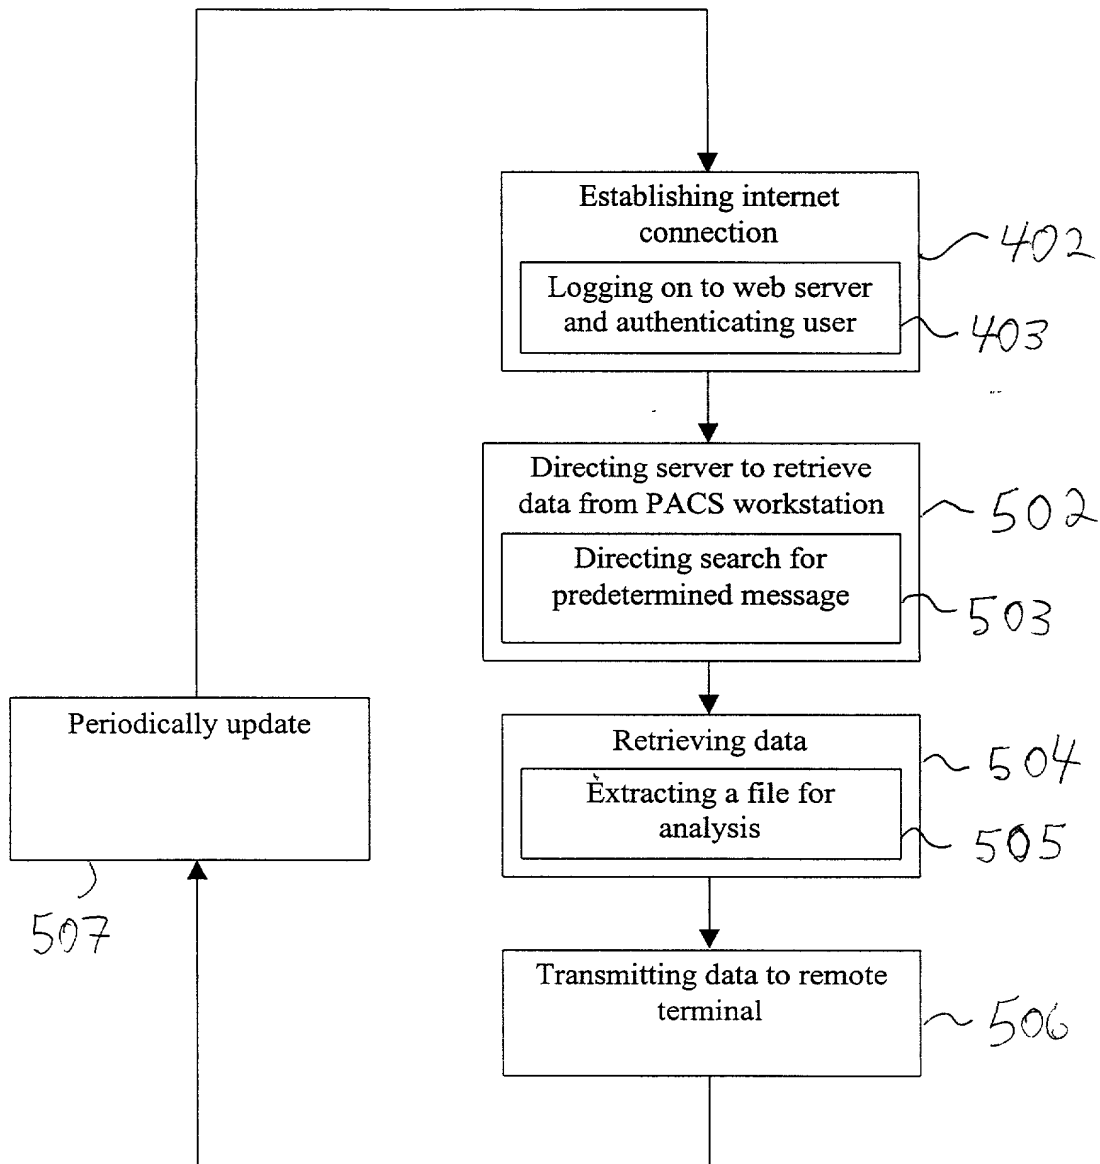 Establishing internet
connection
402
Logging on to web server
and authenticating user
403
Directing server to retrieve
data from PACS workstation
502
Directing search for
predetermined message
503
Periodically update
507
Retrieving data
504
Extracting a file for
analysis
505
Transmitting data to remote
terminal
506